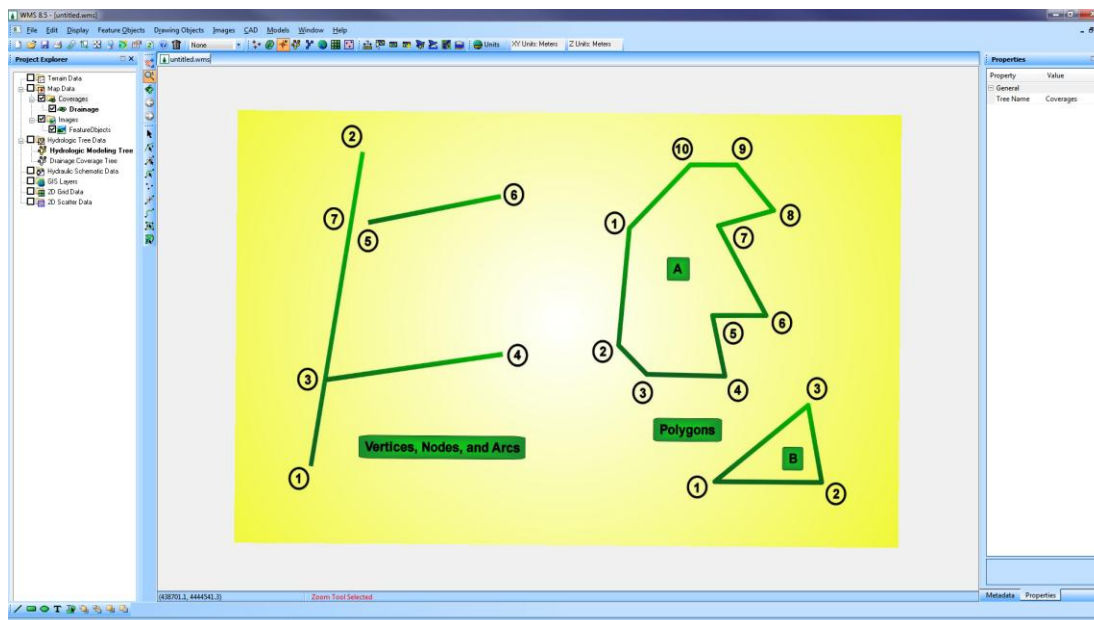 WMS 8.5 - [untitled.wms]
File Edit Display Feature Objects Drawing Objects Images CAD Models Window Help
None Units XY Units: Meters Z Units: Meters
Project Explorer
untitled.wms
Properties
Terrain Data
Map Data
Coverages
Drainage
Images
FeatureObjects
Hydrologic Tree Data
Hydrologic Modeling Tree
Drainage Coverage Tree
Hydraulic Schematic Data
GIS Layers
2D Grid Data
2D Scatter Data
Property Value
General
Tree Name Coverages
2
7
5
6
3
4
1
Vertices, Nodes, and Arcs
10
9
1
8
7
A
6
5
2
3
4
Polygons
3
B
1
2
(438701.1, 4444541.3) Zoom Tool Selected
Metadata Properties
T